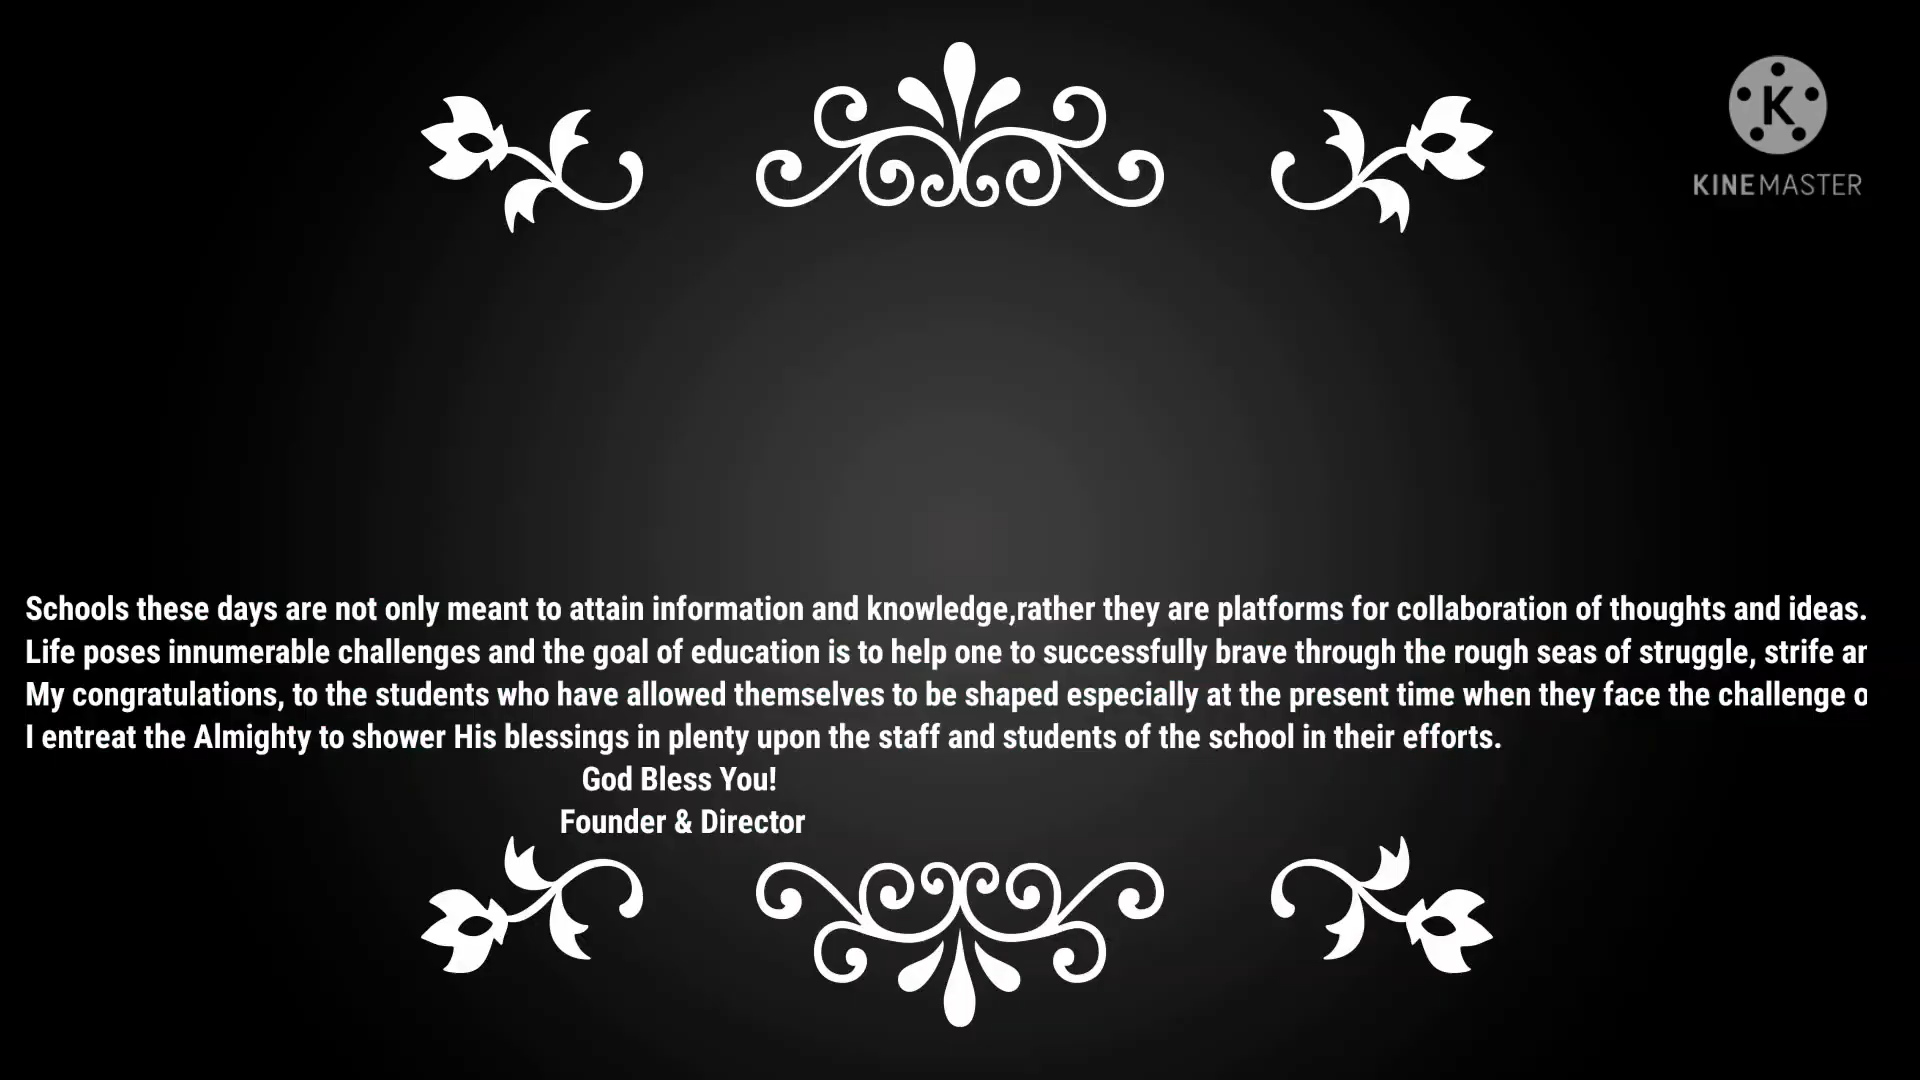 K
KINEMASTER
Schools these days are not only meant to attain information and knowledge,rather they are platforms for collaboration of thoughts and ideas.
Life poses innumerable challenges and the goal of education is to help one to successfully brave through the rough seas of struggle, strife
My congratulations, to the students who have allowed themselves to be shaped especially at the present time when they face the challenge
I entreat the Almighty to shower His blessings in plenty upon the staff and students of the school in their efforts.
God Bless You!
Founder & Director